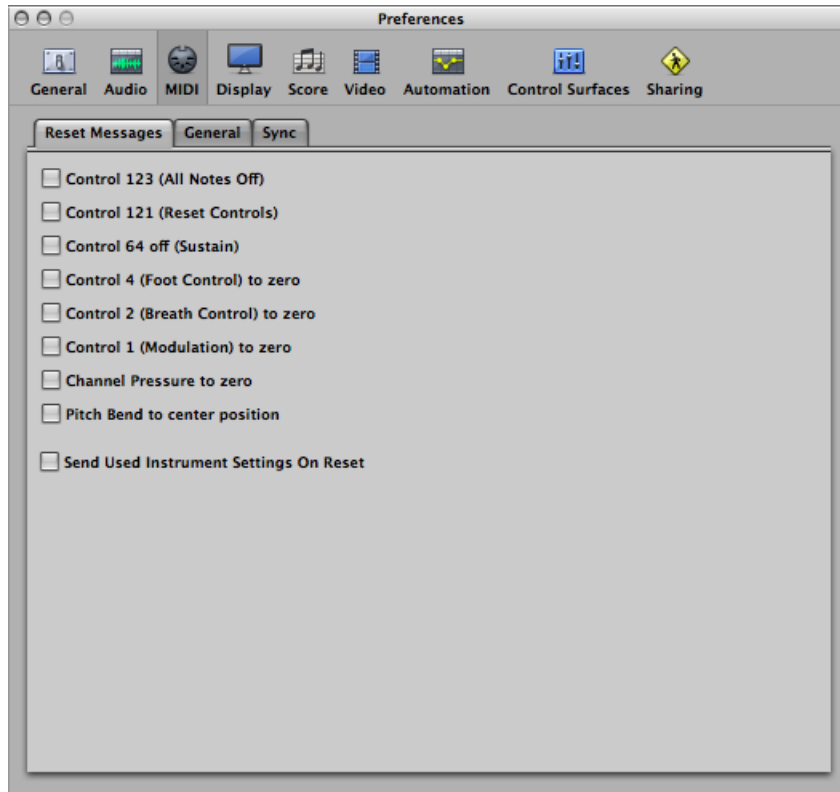 Preferences
General Audio MIDI Display Score Video Automation Control Surfaces Sharing
Reset Messages General Sync
Control 123 (All Notes Off)
Control 121 (Reset Controls)
Control 64 off (Sustain)
Control 4 (Foot Control) to zero
Control 2 (Breath Control) to zero
Control 1 (Modulation) to zero
Channel Pressure to zero
Pitch Bend to center position
Send Used Instrument Settings On Reset